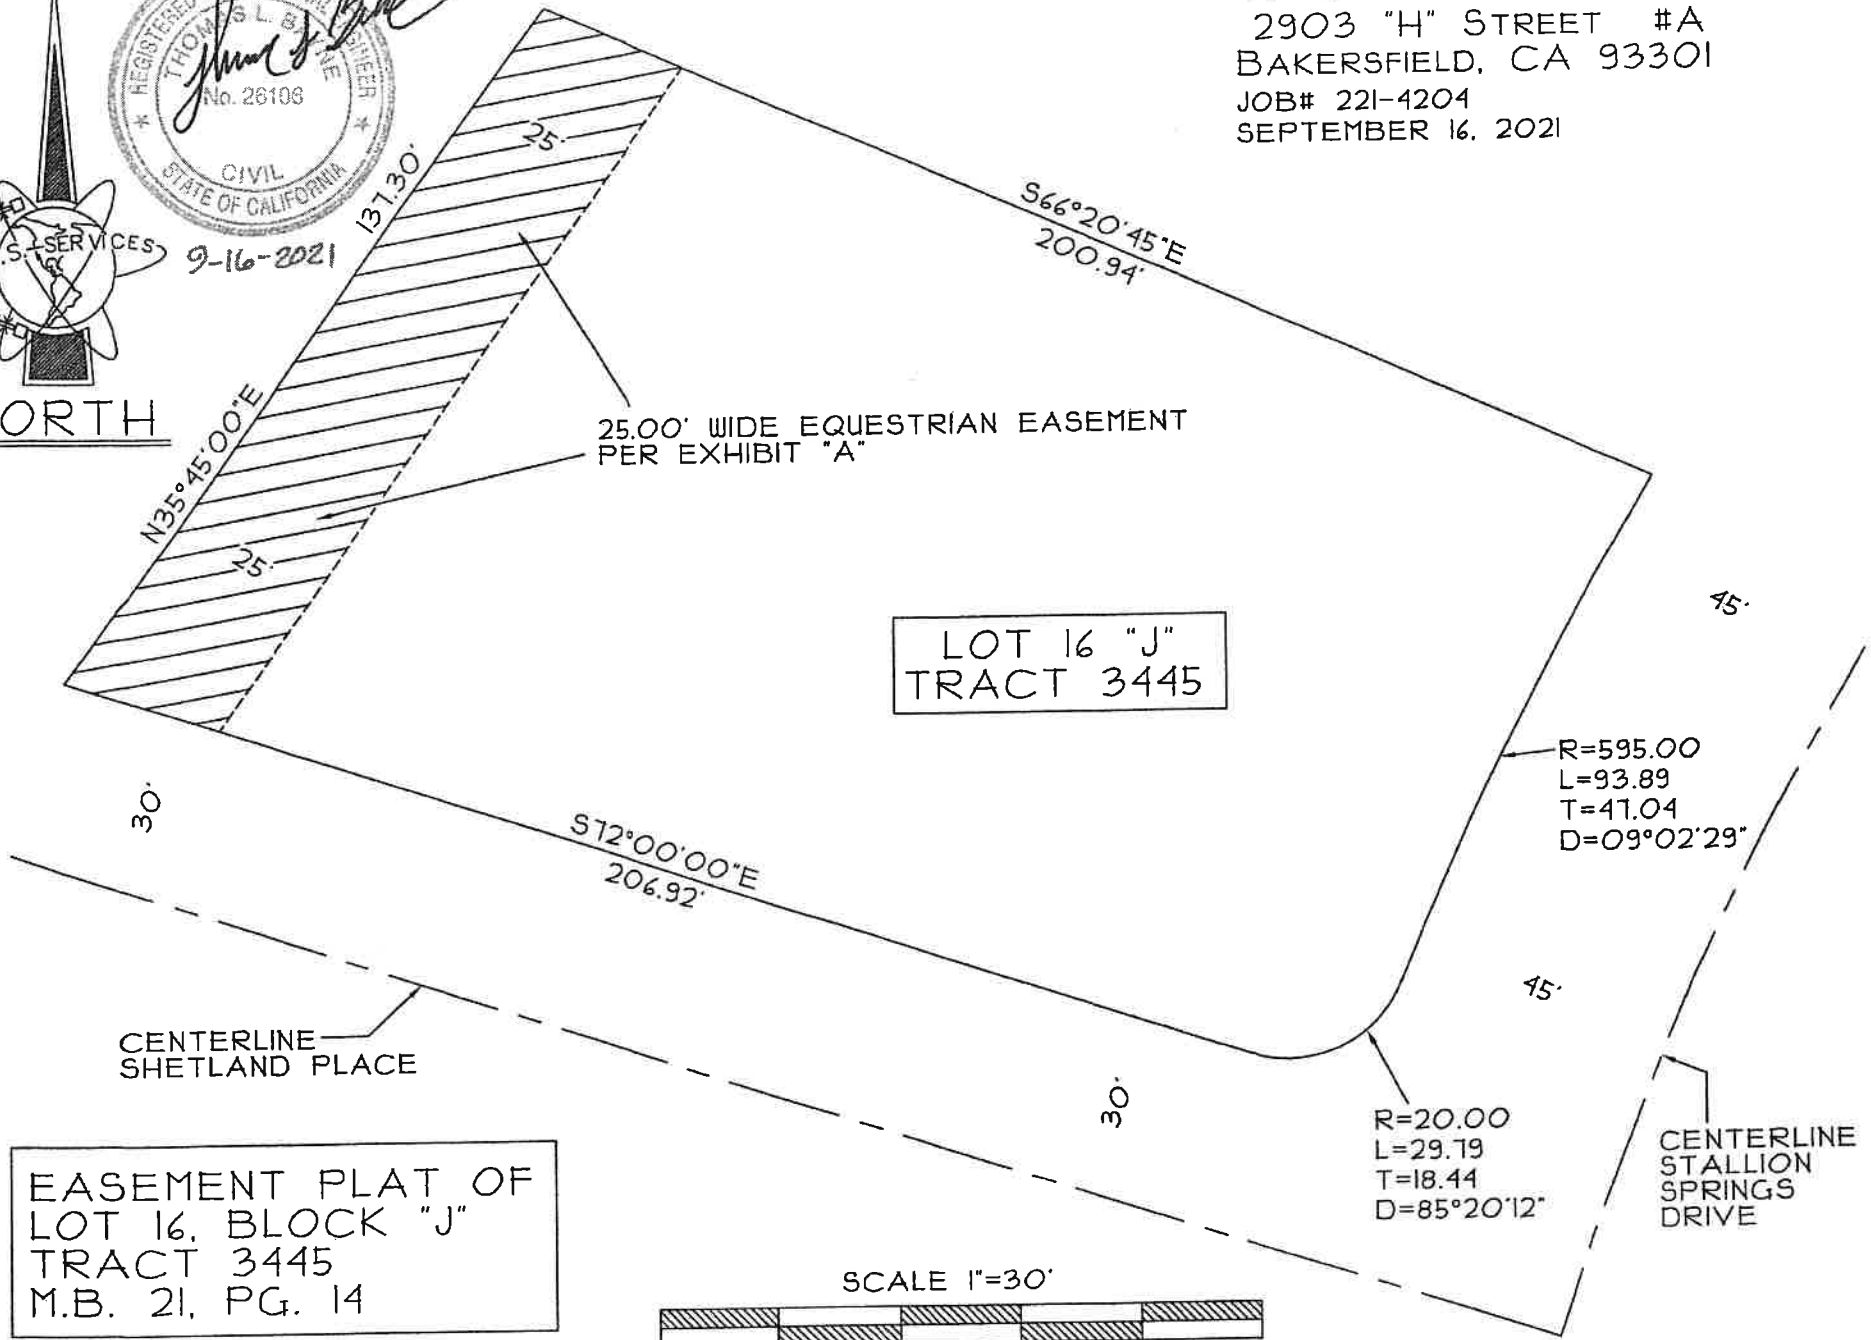 2903 "H" STREET #A
BAKERSFIELD, CA 93301
JOB# 221-4204
SEPTEMBER 16, 2021
REGISTERED
THOMAS L.
No. 26106
CIVIL
STATE OF CALIFORNIA
9-16-2021
.S. SERVICES
ORTH
137.30'
N35°45'00"E
25'
25'
S66°20'45"E
200.94'
25.00' WIDE EQUESTRIAN EASEMENT
PER EXHIBIT "A"
LOT 16 "J"
TRACT 3445
45'
R=595.00
L=93.89
T=47.04
D=09°02'29"
30'
S72°00'00"E
206.92'
45'
CENTERLINE
SHETLAND PLACE
30'
R=20.00
L=29.79
T=18.44
D=85°20'12"
CENTERLINE
STALLION
SPRINGS
DRIVE
EASEMENT PLAT OF
LOT 16, BLOCK "J"
TRACT 3445
M.B. 21, PG. 14
SCALE 1"=30'